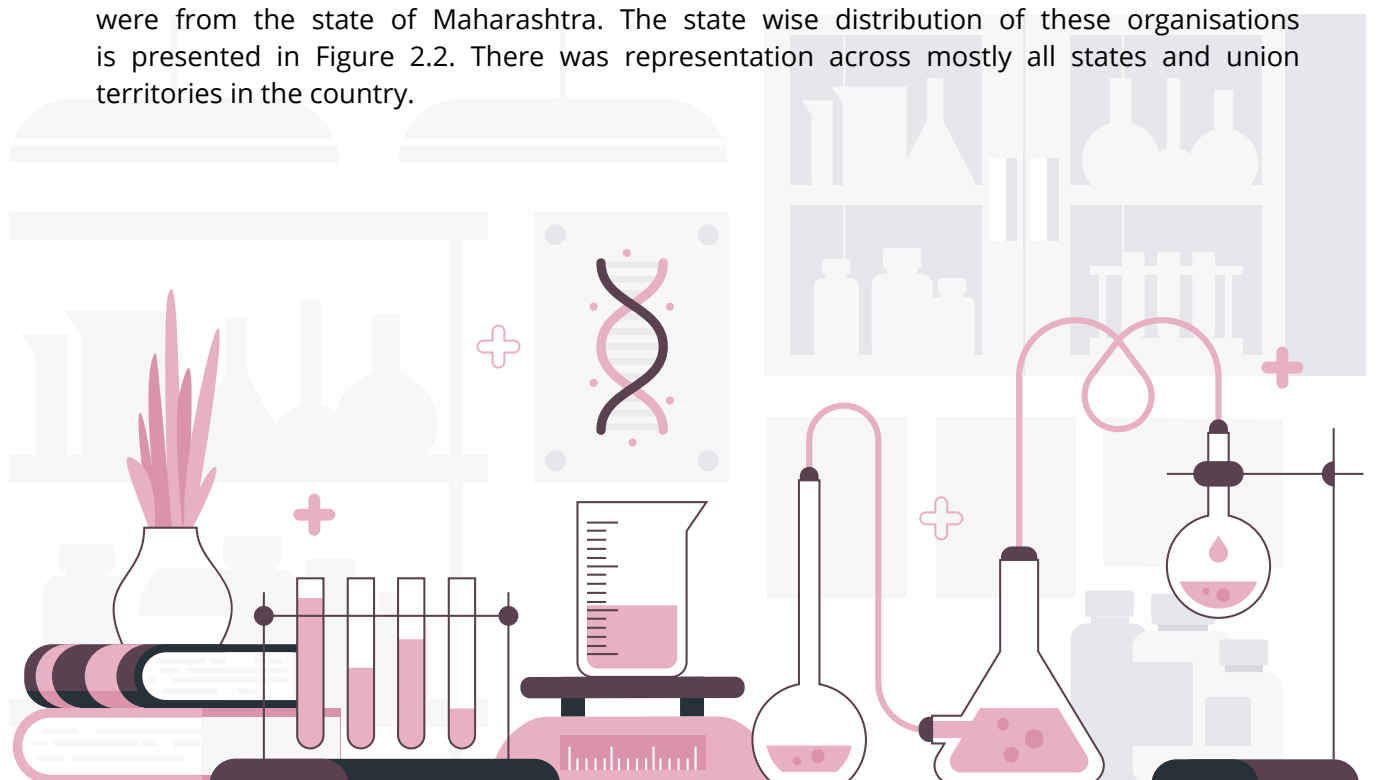 were from the state of Maharashtra. The state wise distribution of these organisations
is presented in Figure 2.2. There was representation across mostly all states and union
territories in the country.